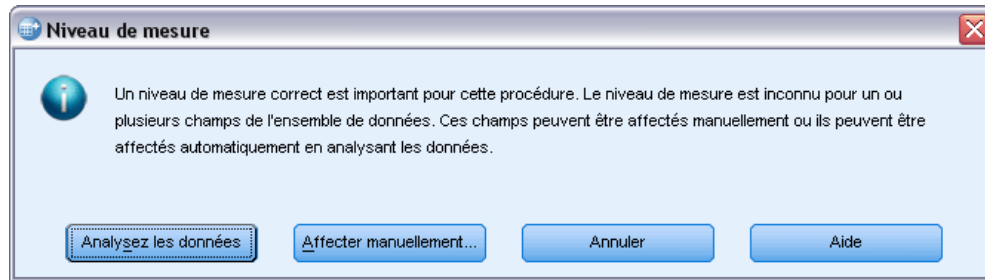 Niveau de mesure
Un niveau de mesure correct est important pour cette procédure. Le niveau de mesure est inconnu pour un ou
plusieurs champs de l'ensemble de données. Ces champs peuvent être affectés manuellement ou ils peuvent être
affectés automatiquement en analysant les données.
Analysez les données
Affecter manuellement...
Annuler
Aide